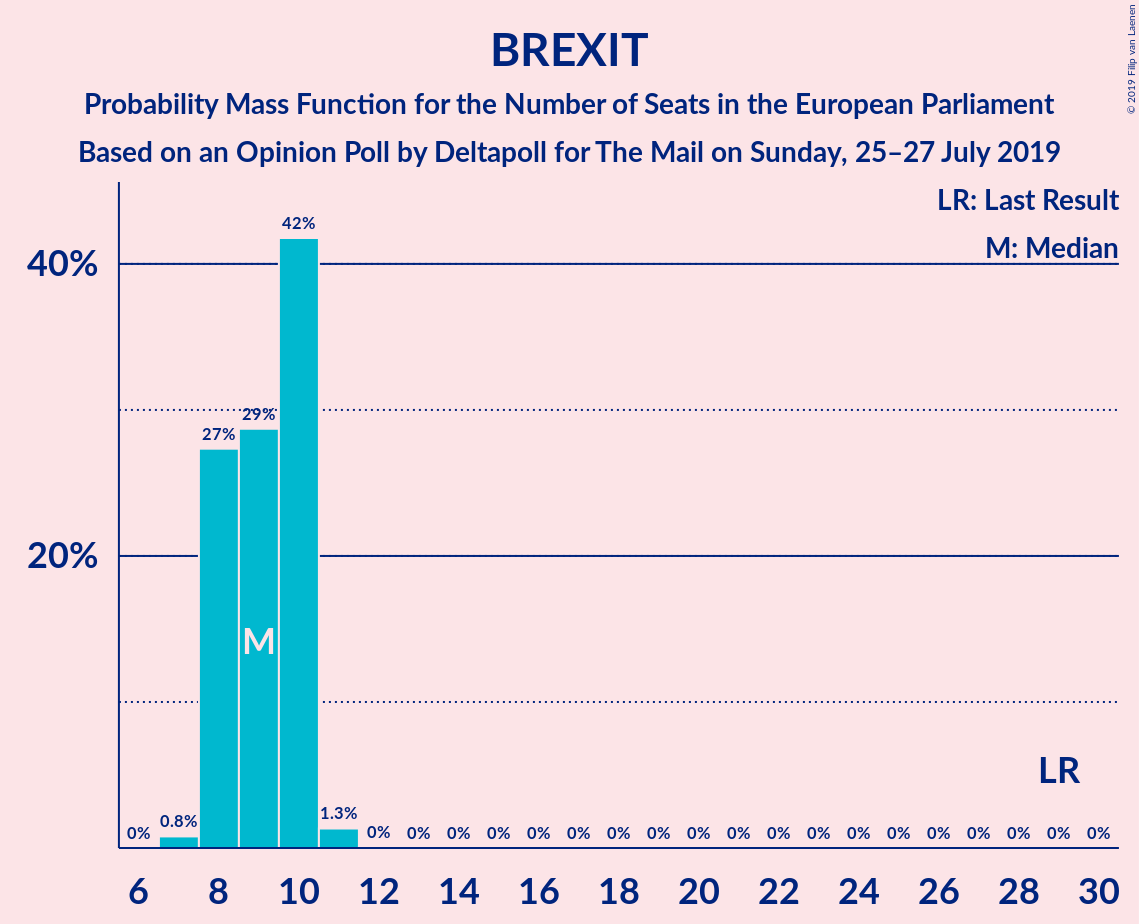 BREXIT
Probability Mass Function for the Number of Seats in the European Parliament
Based on an Opinion Poll by Deltapoll for The Mail on Sunday, 25–27 July 2019
© 2019 Filip van Laenen
LR: Last Result
M: Median
40%
20%
0%
0.8%
27%
29%
42%
1.3%
0% 0% 0% 0% 0% 0% 0% 0% 0% 0% 0% 0% 0% 0% 0% 0% 0% 0% 0%
M
LR
6 8 10 12 14 16 18 20 22 24 26 28 30